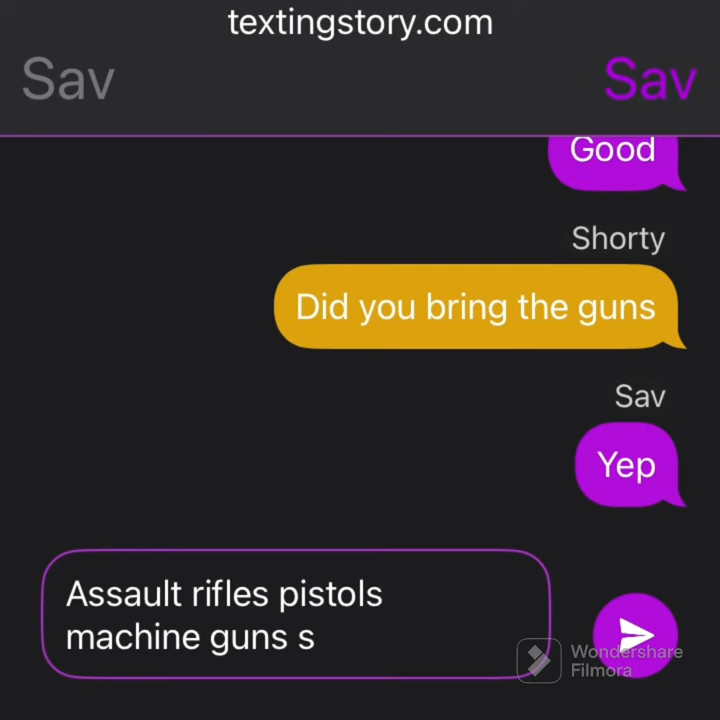 textingstory.com
Sav
Sav
Good
Shorty
Did you bring the guns
Sav
Yep
Assault rifles pistols
machine guns s
Wondershare
Filmora